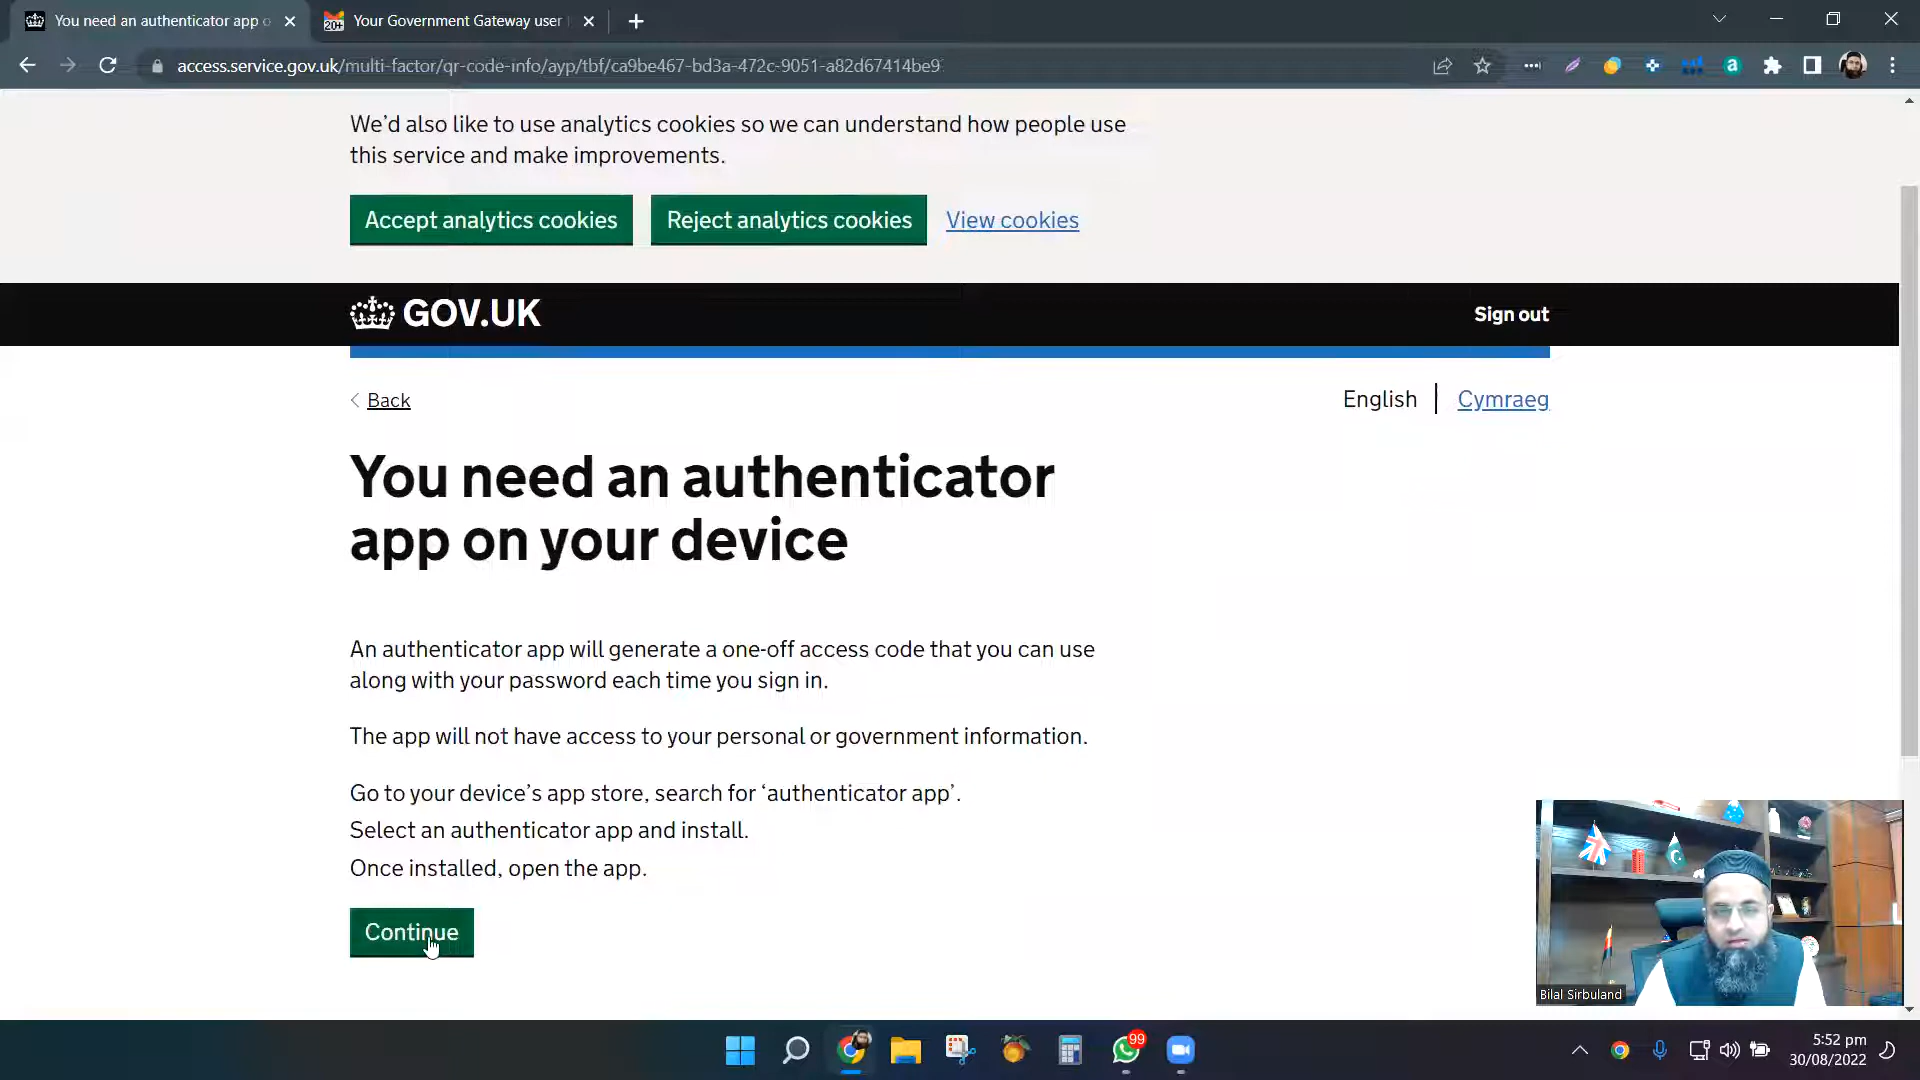 You need an authenticator app o
Your Government Gateway user
access.service.gov.uk/multi-factor/qr-code-info/ayp/tbf/ca9be467-bd3a-472c-9051-a82d67414be9
We’d also like to use analytics cookies so we can understand how people use
this service and make improvements.
Accept analytics cookies
Reject analytics cookies
View cookies
GOV.UK
Sign out
Back
English
Cymraeg
You need an authenticator
app on your device
An authenticator app will generate a one-off access code that you can use
along with your password each time you sign in.
The app will not have access to your personal or government information.
Go to your device’s app store, search for ‘authenticator app’.
Select an authenticator app and install.
Once installed, open the app.
Continue
Bilal Sirbuland
99
5:52 pm
30/08/2022
20+
a